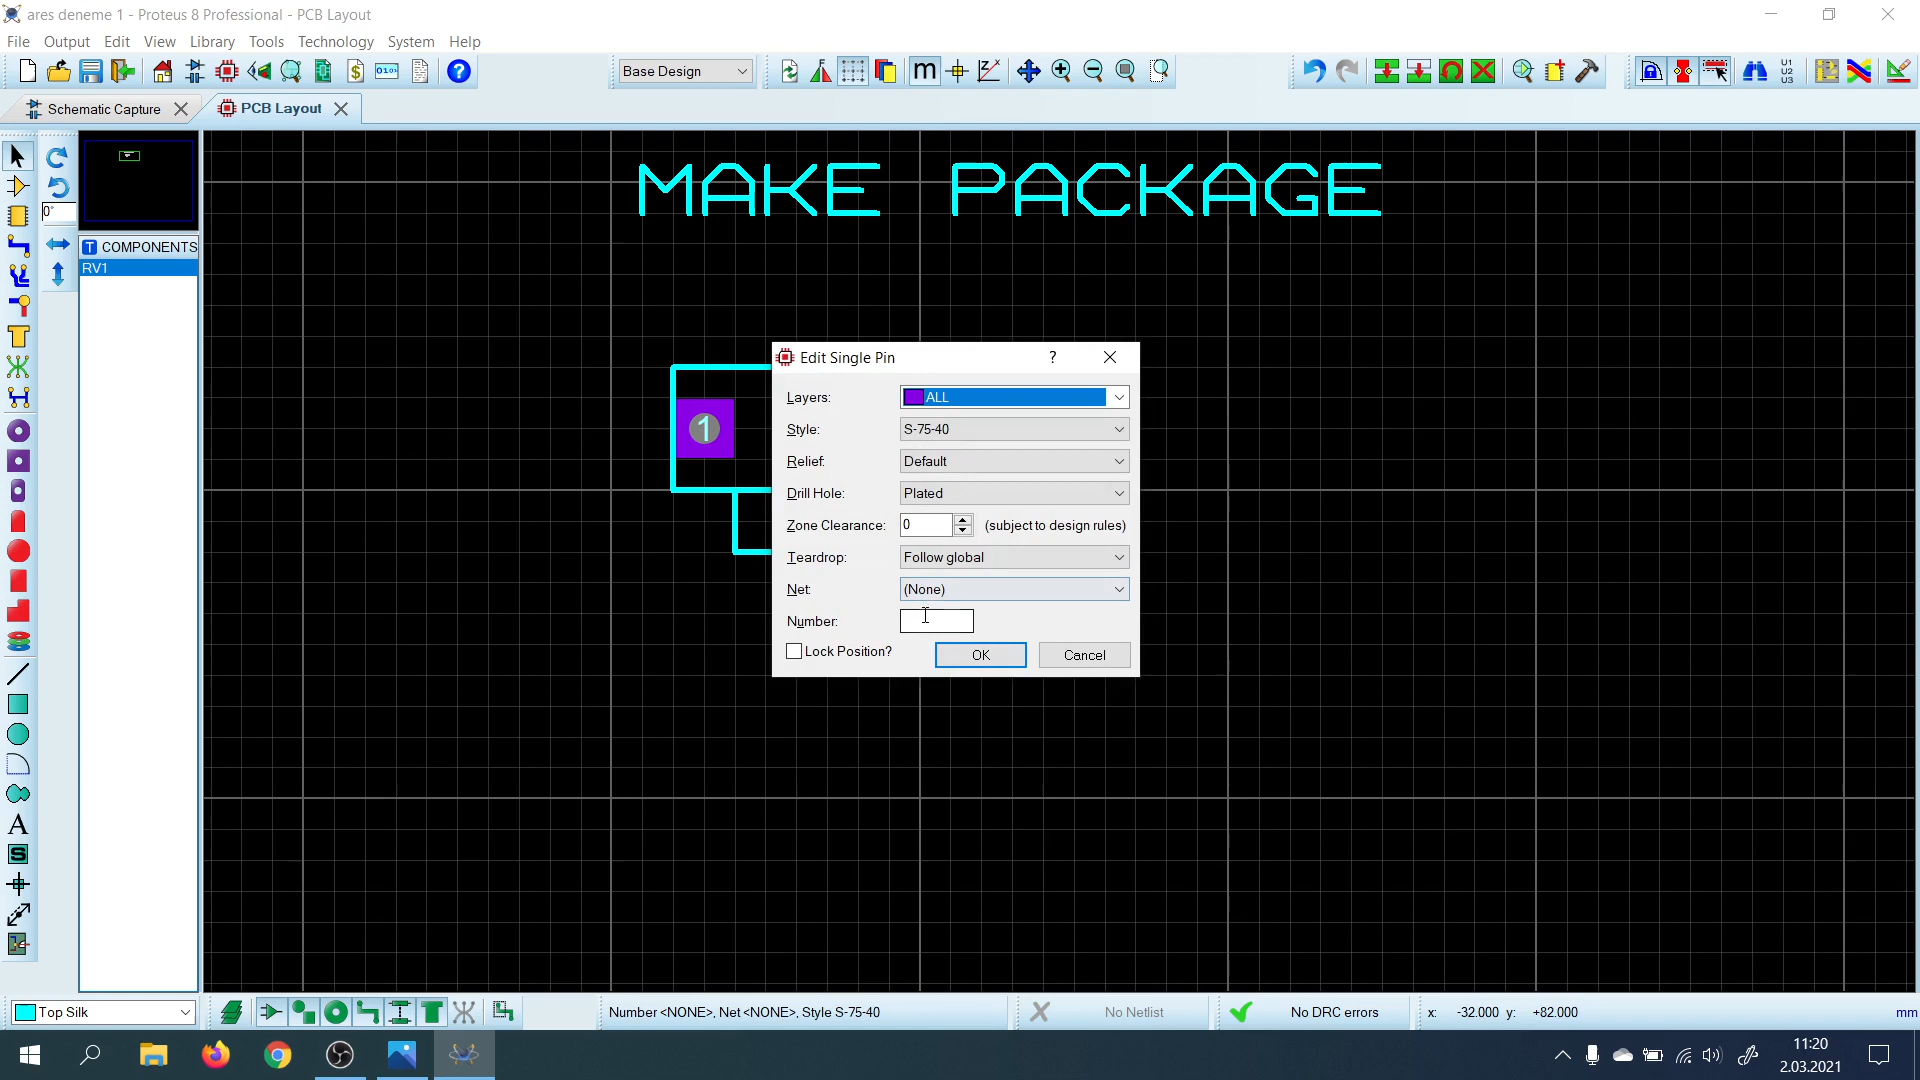 ares deneme 1 - Proteus 8 Professional - PCB Layout
File Output Edit View Library Tools Technology System Help
Base Design
Schematic Capture
PCB Layout
0°
T COMPONENTS
RV1
MAKE PACKAGE
1
Edit Single Pin
Layers: ALL
Style: S-75-40
Relief: Default
Drill Hole: Plated
Zone Clearance: 0 (subject to design rules)
Teardrop: Follow global
Net: (None)
Number:
Lock Position? OK Cancel
Top Silk
Number <NONE>, Net <NONE>, Style S-75-40
No Netlist
No DRC errors
x: -32.000 y: +82.000 mm
11:20
2.03.2021